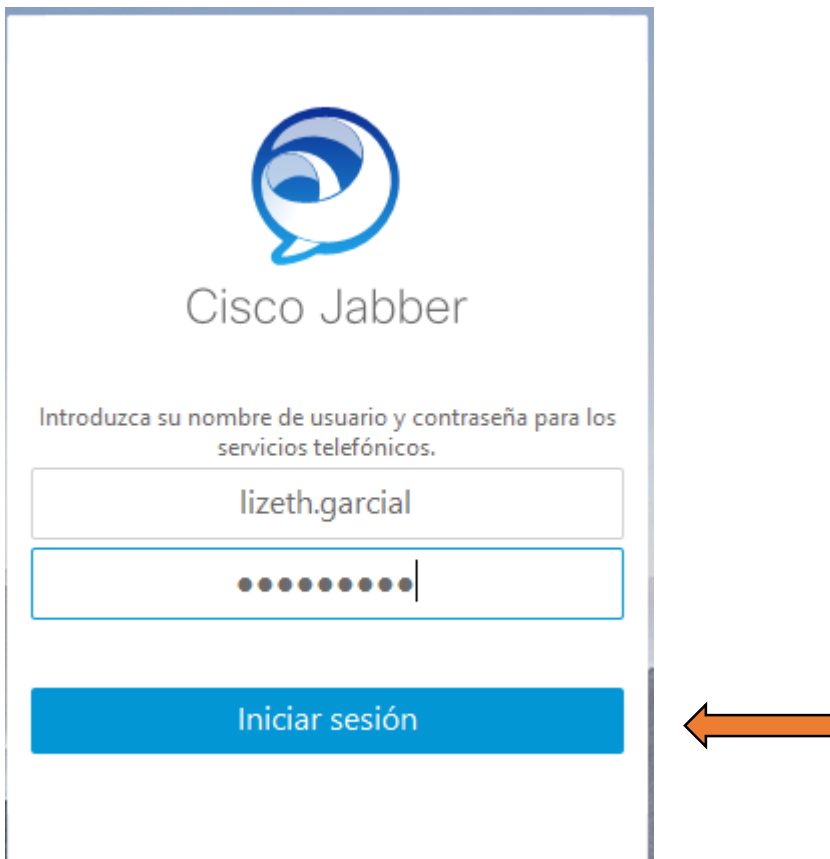 Cisco Jabber
Introduzca su nombre de usuario y contraseña para los
servicios telefónicos.
lizeth.garcial
●●●●●●●●●
Iniciar sesión